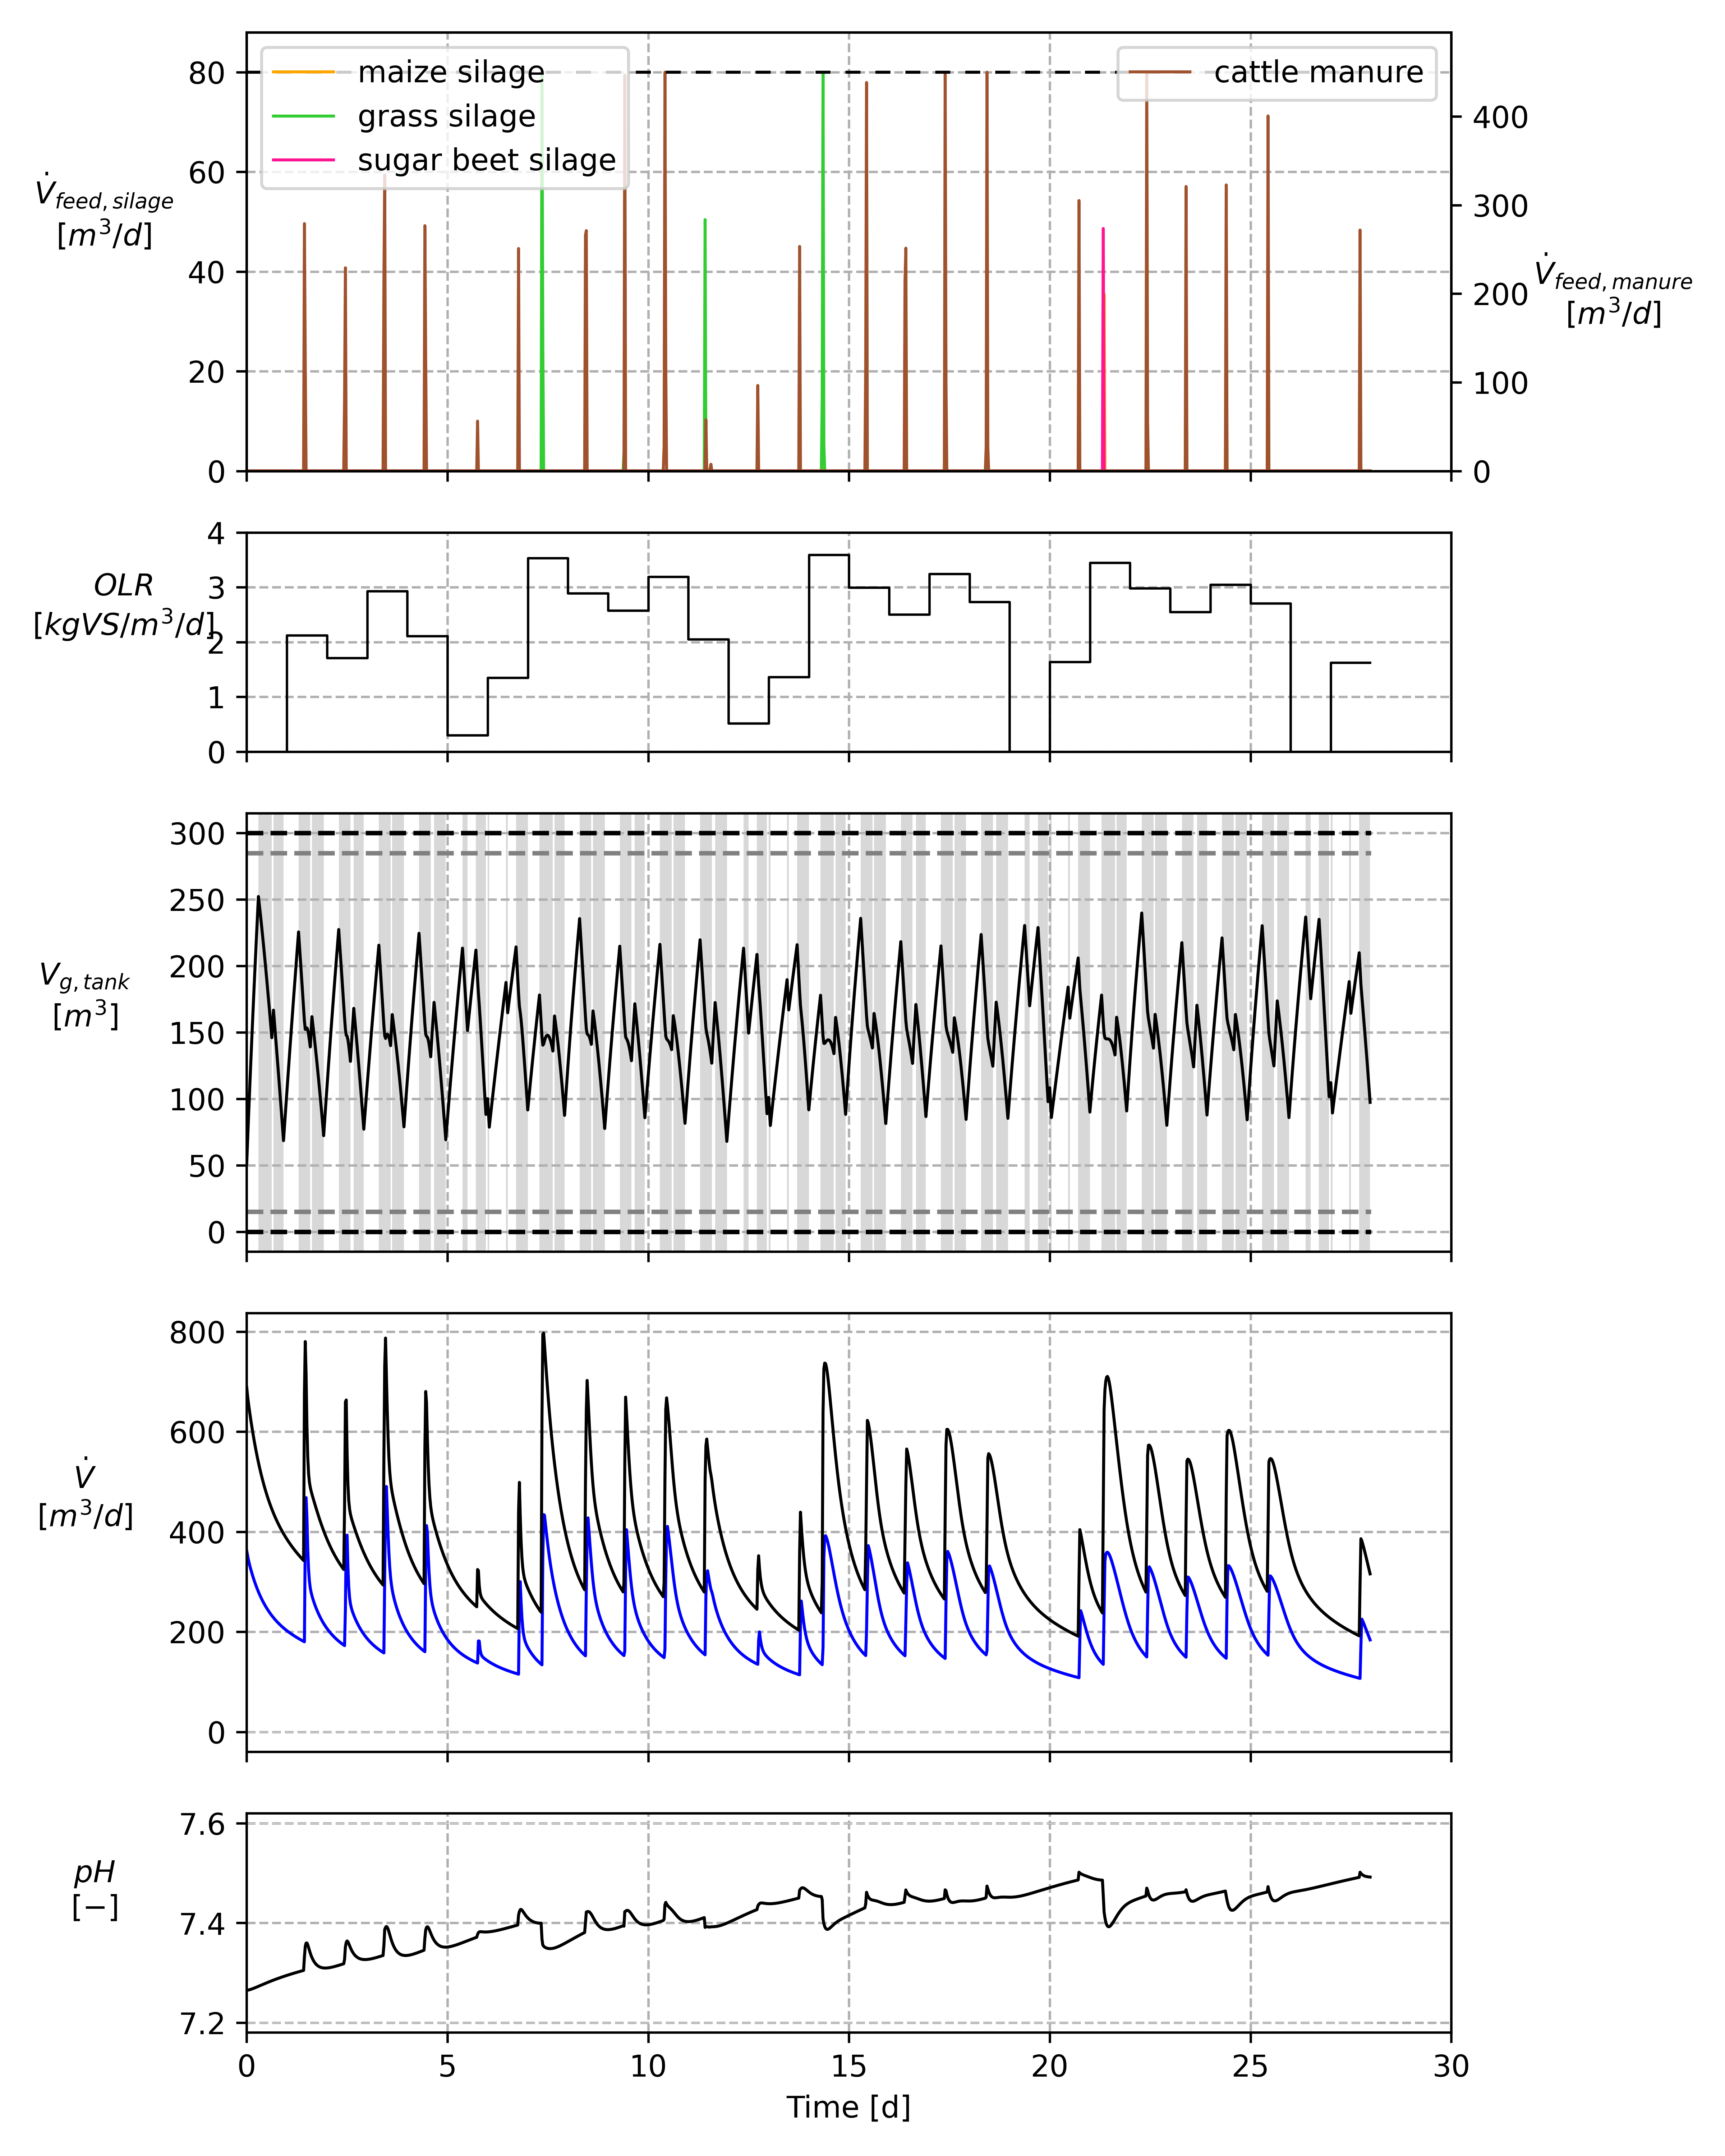 maize silage
grass silage
sugar beet silage
cattle manure
V̇feed,silage
[m³/d]
80
60
40
20
0
400
300
200
100
0
V̇feed,manure
[m³/d]
OLR
[kgVS/m³/d]
4
3
2
1
0
Vg,tank
[m³]
300
250
200
150
100
50
0
V̇
[m³/d]
800
600
400
200
0
pH
[−]
7.6
7.4
7.2
0 5 10 15 20 25 30
Time [d]